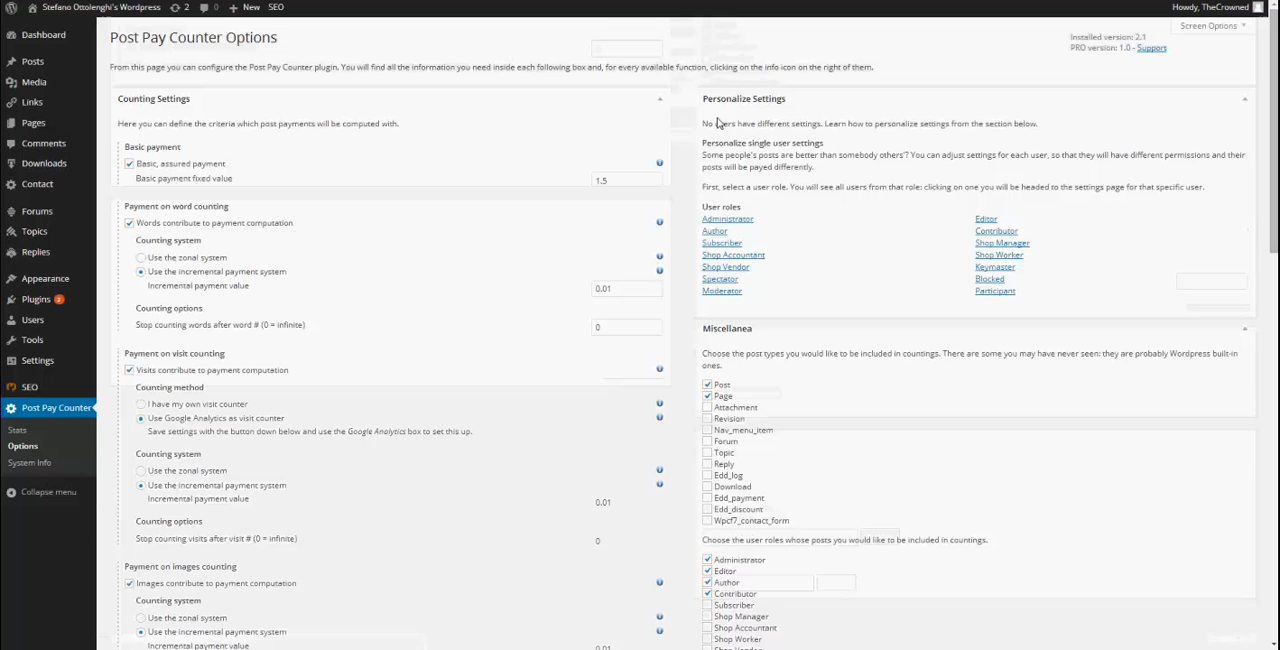 Stefano Ottolenghi's Wordpress 2 0 New SEO Howdy, TheCrowned
Dashboard
Posts
Media
Links
Pages
Comments
Downloads
Contact
Forums
Topics
Replies
Appearance
Plugins 2
Users
Tools
Settings
SEO
Post Pay Counter
Stats
Options
System Info
Collapse menu
Post Pay Counter Options
Screen Options
Installed version: 2.1
PRO version: 1.0 - Support
From this page you can configure the Post Pay Counter plugin. You will find all the information you need inside each following box and, for every available function, clicking on the info icon on the right of them.
Counting Settings
Here you can define the criteria which post payments will be computed with.
Basic payment
Basic, assured payment
Basic payment fixed value 1.5
Payment on word counting
Words contribute to payment computation
Counting system
Use the zonal system
Use the incremental payment system
Incremental payment value 0.01
Counting options
Stop counting words after word # (0 = infinite) 0
Payment on visit counting
Visits contribute to payment computation
Counting method
I have my own visit counter
Use Google Analytics as visit counter
Save settings with the button down below and use the Google Analytics box to set this up.
Counting system
Use the zonal system
Use the incremental payment system
Incremental payment value 0.01
Counting options
Stop counting visits after visit # (0 = infinite) 0
Payment on images counting
Images contribute to payment computation
Counting system
Use the zonal system
Use the incremental payment system
Incremental payment value 0.01
Personalize Settings
No users have different settings. Learn how to personalize settings from the section below.
Personalize single user settings
Some people's posts are better than somebody others'? You can adjust settings for each user, so that they will have different permissions and their
posts will be payed differently.
First, select a user role. You will see all users from that role: clicking on one you will be headed to the settings page for that specific user.
User roles
Administrator Editor
Author Contributor
Subscriber Shop Manager
Shop Accountant Shop Worker
Shop Vendor Keymaster
Spectator Blocked
Moderator Participant
Miscellanea
Choose the post types you would like to be included in countings. There are some you may have never seen: they are probably Wordpress built-in
ones.
Post
Page
Attachment
Revision
Nav_menu_item
Forum
Topic
Reply
Edd_log
Download
Edd_payment
Edd_discount
Wpcf7_contact_form
Choose the user roles whose posts you would like to be included in countings.
Administrator
Editor
Author
Contributor
Subscriber
Shop Manager
Shop Accountant
Shop Worker